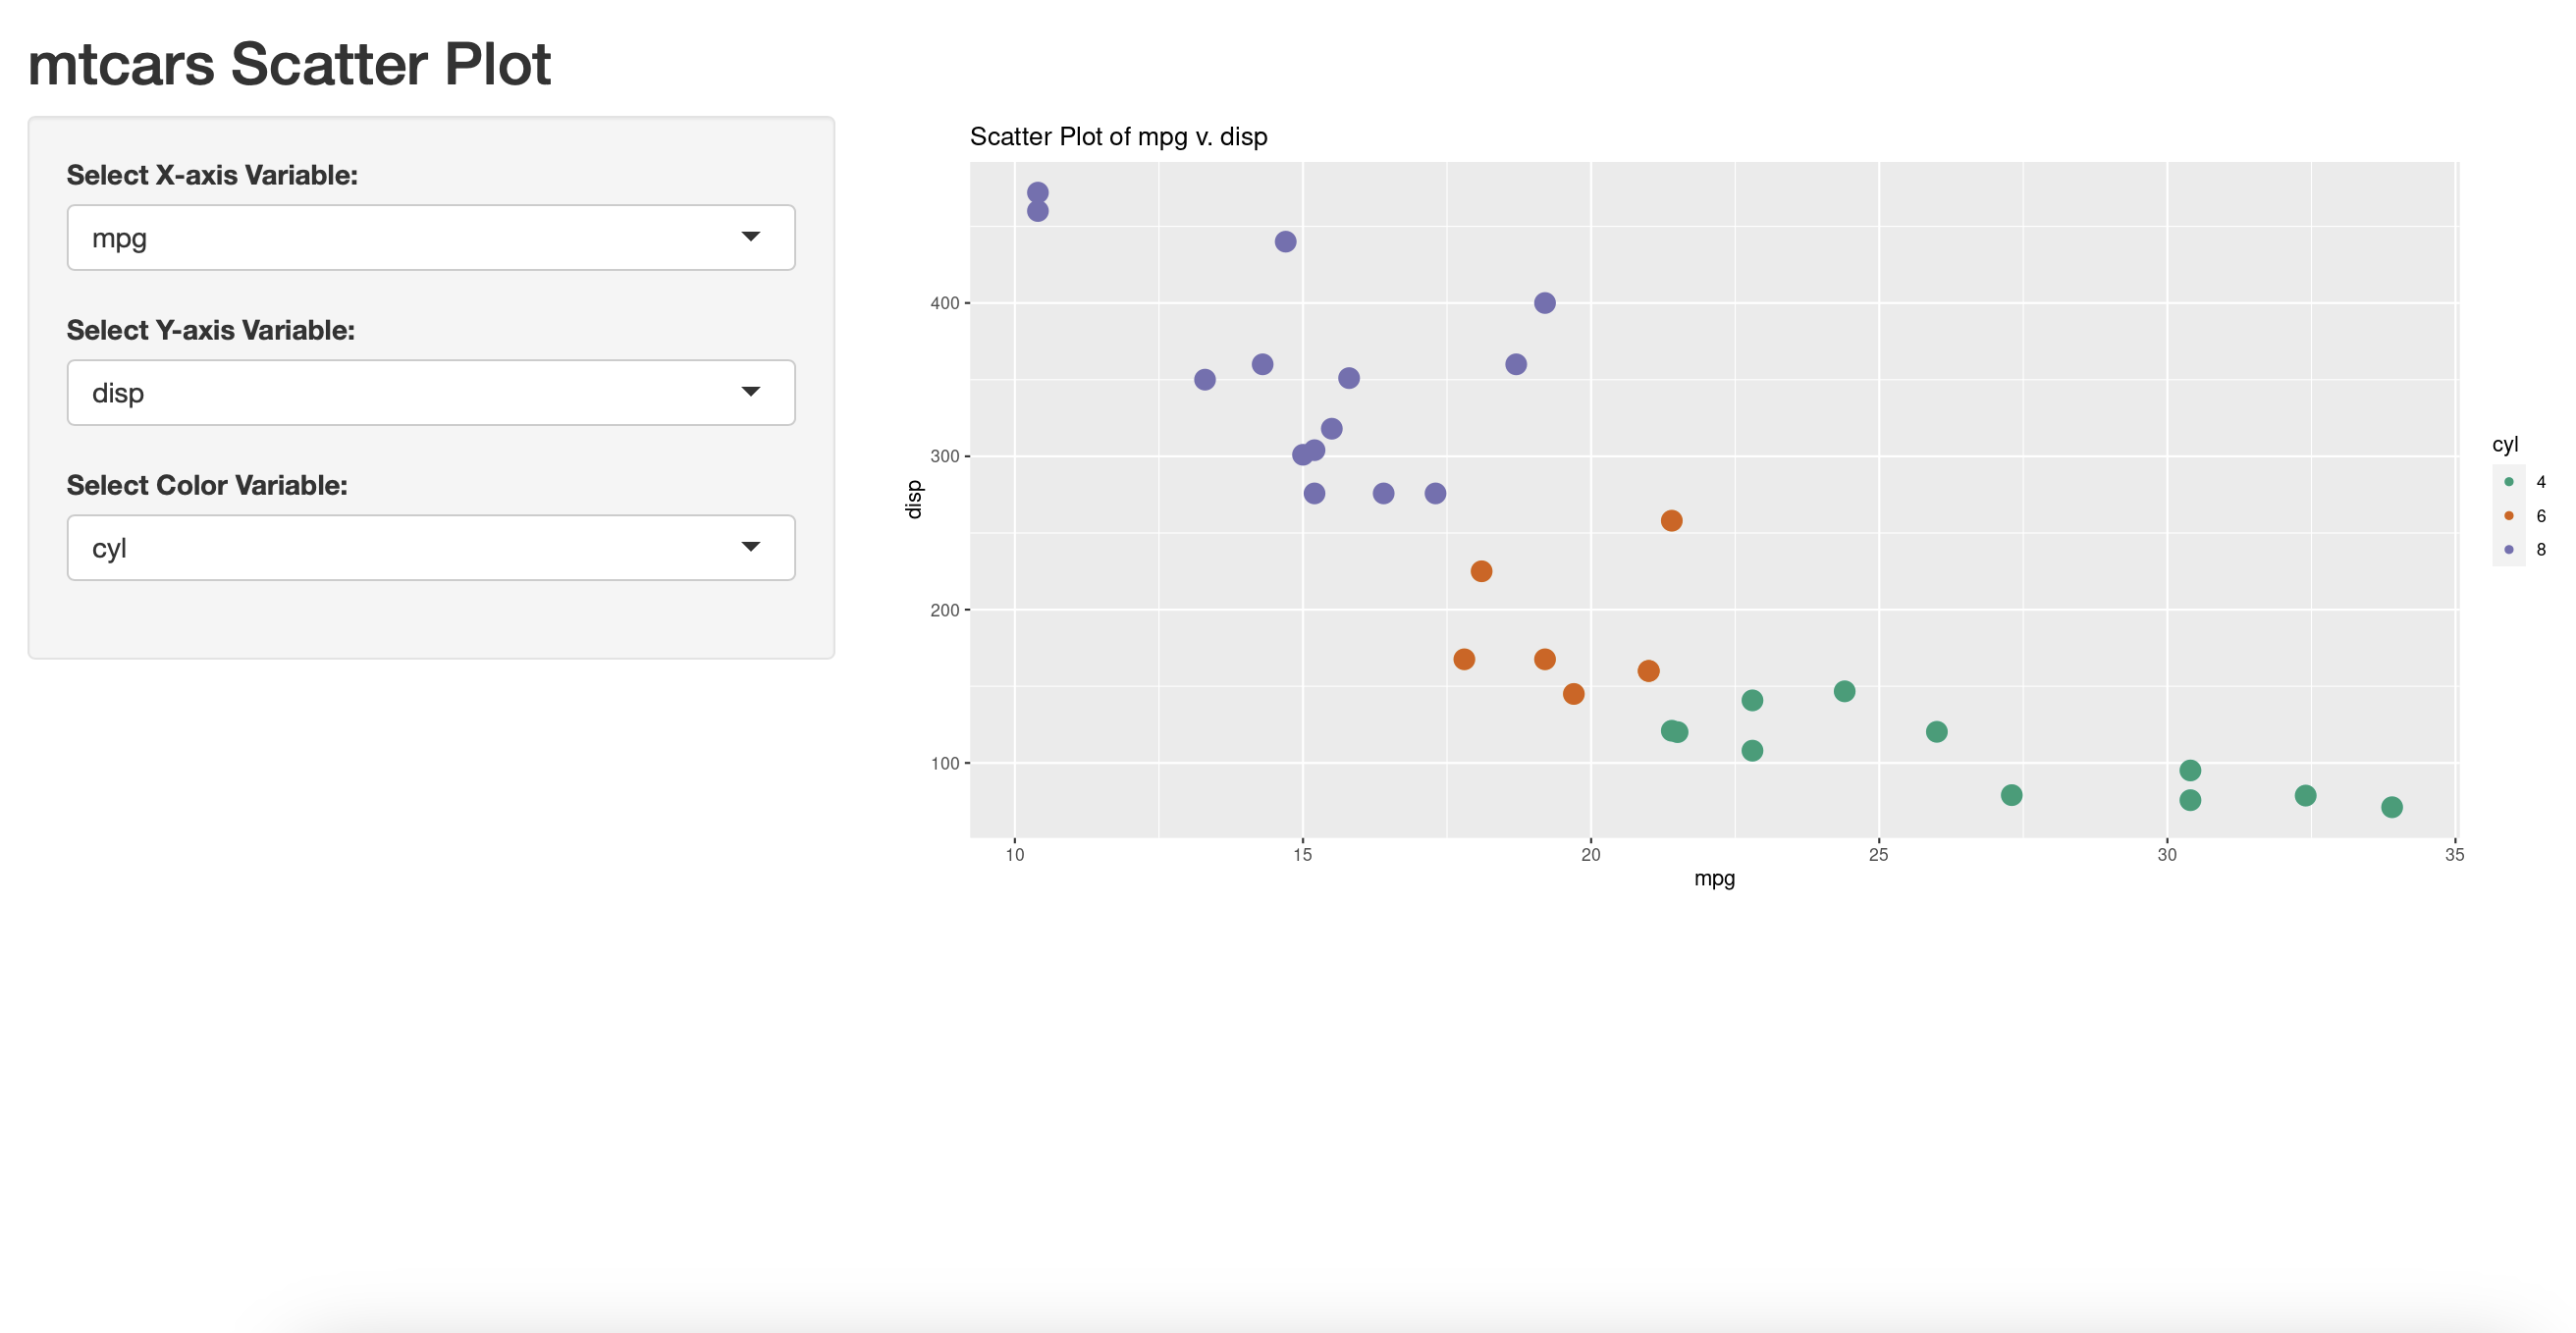 mtcars Scatter Plot
Select X-axis Variable:
mpg
Select Y-axis Variable:
disp
Select Color Variable:
cyl
Scatter Plot of mpg v. disp
400
300
200
100
disp
10 15 20 25 30 35
mpg
cyl
4
6
8